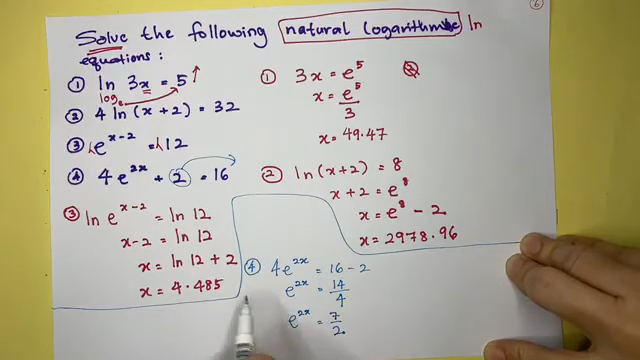 6
Solve the following natural logarithmic ln
equations :
① ln 3x = 5 ↑
logₑ
② 4 ln (x + 2) = 32
③ e^(x-2) = 12
④ 4e^(2x) + 2 = 16
① 3x = e^5
x = e^5/3
x = 49.47
② ln (x+2) = 8
x + 2 = e^8
x = e^8 - 2
x = 2978.96
③ ln e^(x-2) = ln 12
x-2 = ln 12
x = ln 12 + 2
x = 4.485
④ 4e^(2x) = 16 - 2
e^(2x) = 14/4
e^(2x) = 7/2